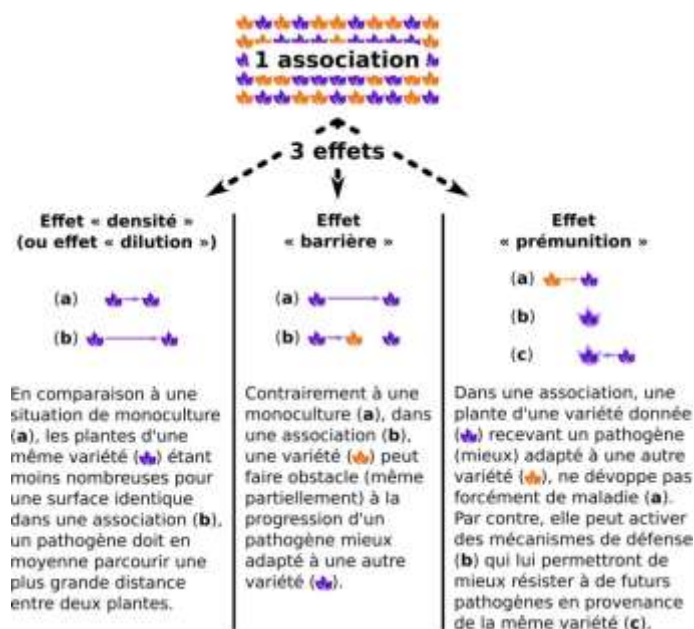 1 association
3 effets
Effet « densité »
(ou effet « dilution »)
(a)
(b)
En comparaison à une
situation de monoculture
(a), les plantes d'une
même variété () étant
moins nombreuses pour
une surface identique
dans une association (b),
un pathogène doit en
moyenne parcourir une
plus grande distance
entre deux plantes.
Effet
« barrière »
(a)
(b)
Contrairement à une
monoculture (a), dans
une association (b),
une variété () peut
faire obstacle (même
partiellement) à la
progression d'un
pathogène mieux
adapté à une autre
variété ().
Effet
« prémunition »
(a)
(b)
(c)
Dans une association, une
plante d'une variété donnée
() recevant un pathogène
(mieux) adapté à une autre
variété (), ne dévoppe pas
forcément de maladie (a).
Par contre, elle peut activer
des mécanismes de défense
(b) qui lui permettront de
mieux résister à de futurs
pathogènes en provenance
de la même variété (c).